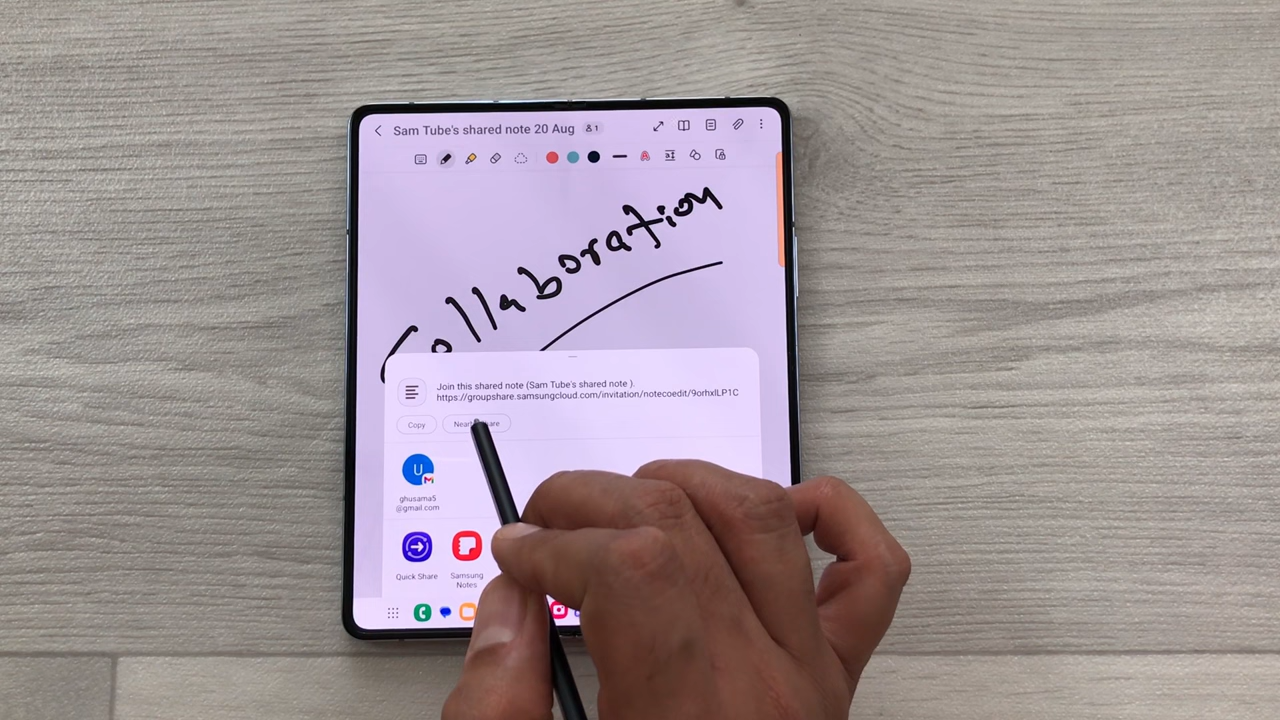 Sam Tube's shared note 20 Aug 1
Collaboration
Join this shared note (Sam Tube's shared note ).
https://groupshare.samsungcloud.com/invitation/notecoedit/9orhxlLP1C
Copy
U
ghusama5
@gmail.com
Quick Share Samsung
Notes